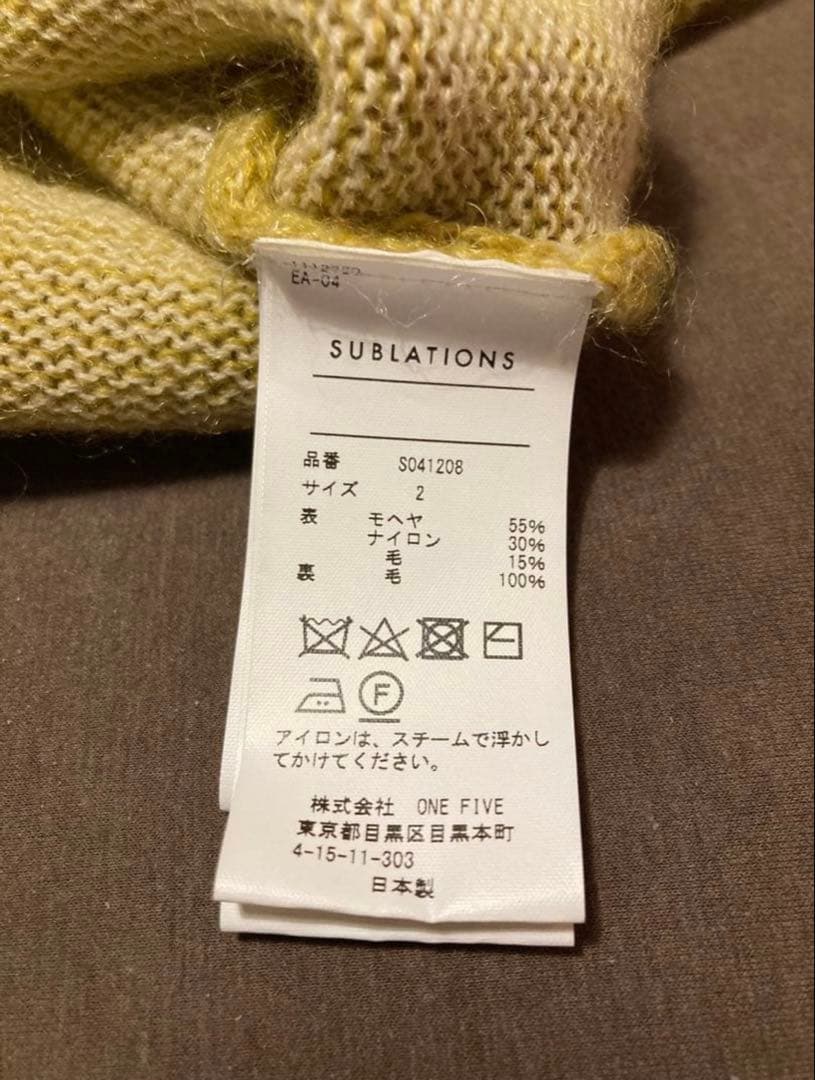 EA-04
SUBLATIONS
品番 S041208
サイズ 2
表 モヘヤ 55%
ナイロン 30%
毛 15%
裏 毛 100%
F
アイロンは、スチームで浮かし
てかけてください。
株式会社 ONE FIVE
東京都目黒区目黒本町
4-15-11-303
日本製